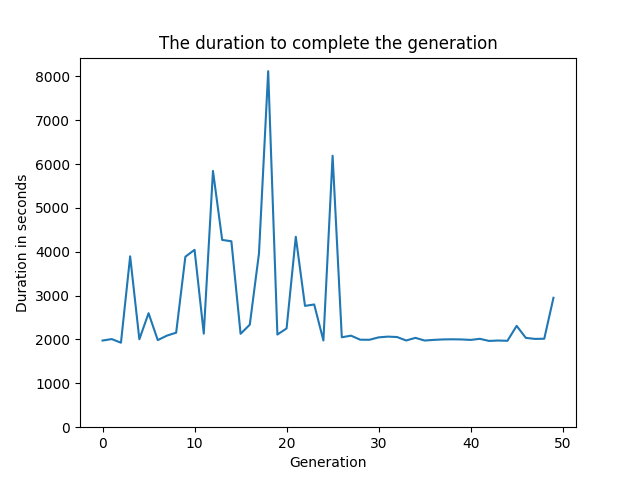 The duration to complete the generation
8000
7000
6000
5000
4000
3000
2000
1000
0
Duration in seconds
0 10 20 30 40 50
Generation